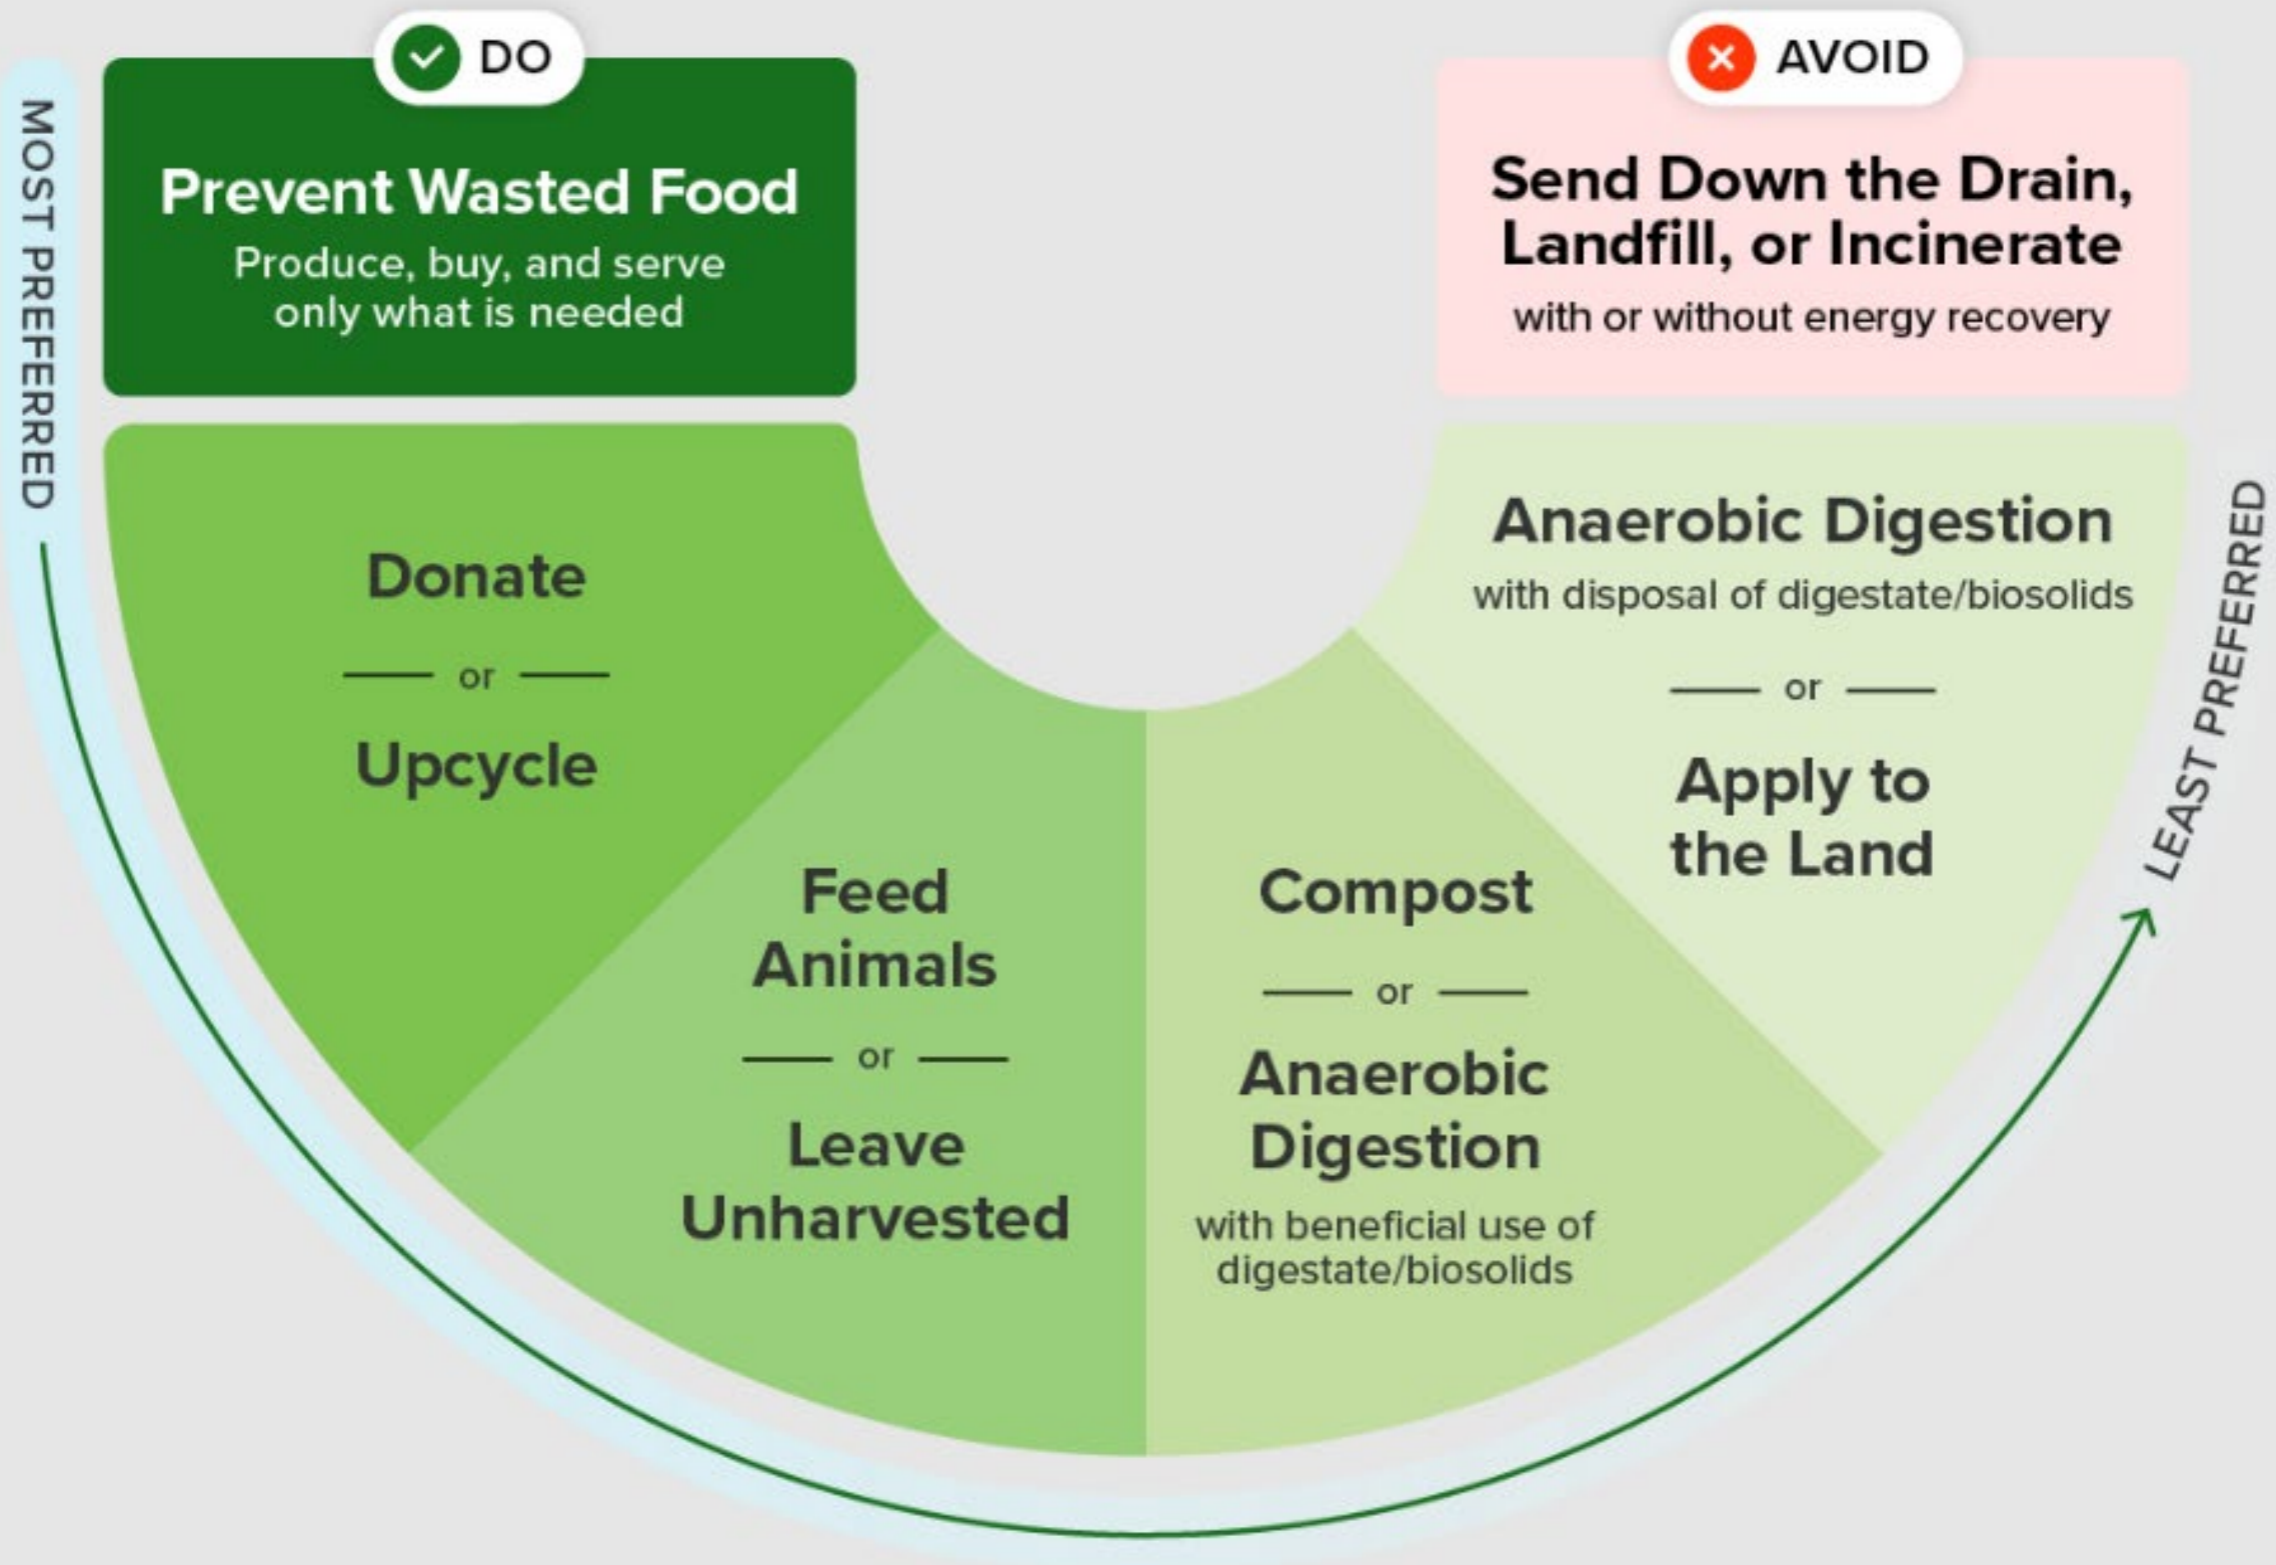 DO
Prevent Wasted Food
Produce, buy, and serve
only what is needed
AVOID
Send Down the Drain,
Landfill, or Incinerate
with or without energy recovery
MOST PREFERRED
Donate
or
Upcycle
Feed
Animals
or
Leave
Unharvested
Compost
or
Anaerobic
Digestion
with beneficial use of
digestate/biosolids
Anaerobic Digestion
with disposal of digestate/biosolids
or
Apply to
the Land
LEAST PREFERRED